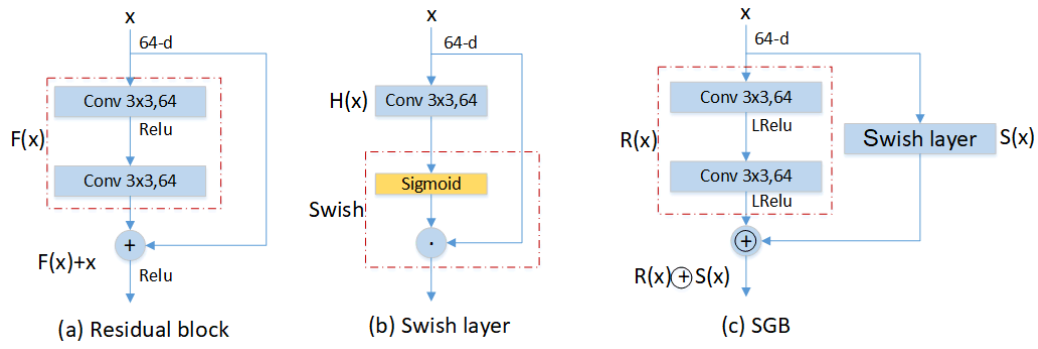 x
64-d
Conv 3x3,64
Relu
F(x)
Conv 3x3,64
+
F(x)+x
Relu
(a) Residual block
x
64-d
H(x)
Conv 3x3,64
Sigmoid
Swish
·
(b) Swish layer
x
64-d
Conv 3x3,64
LRelu
R(x)
Swish layer
S(x)
Conv 3x3,64
LRelu
⊕
R(x)⊕S(x)
(c) SGB